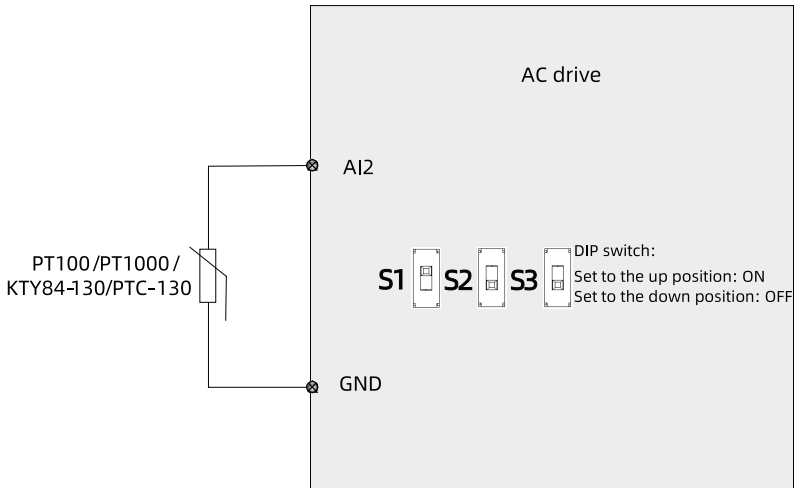 AC drive
AI2
PT100/PT1000/
KTY84-130/PTC-130
S1 S2 S3
DIP switch:
Set to the up position: ON
Set to the down position: OFF
GND